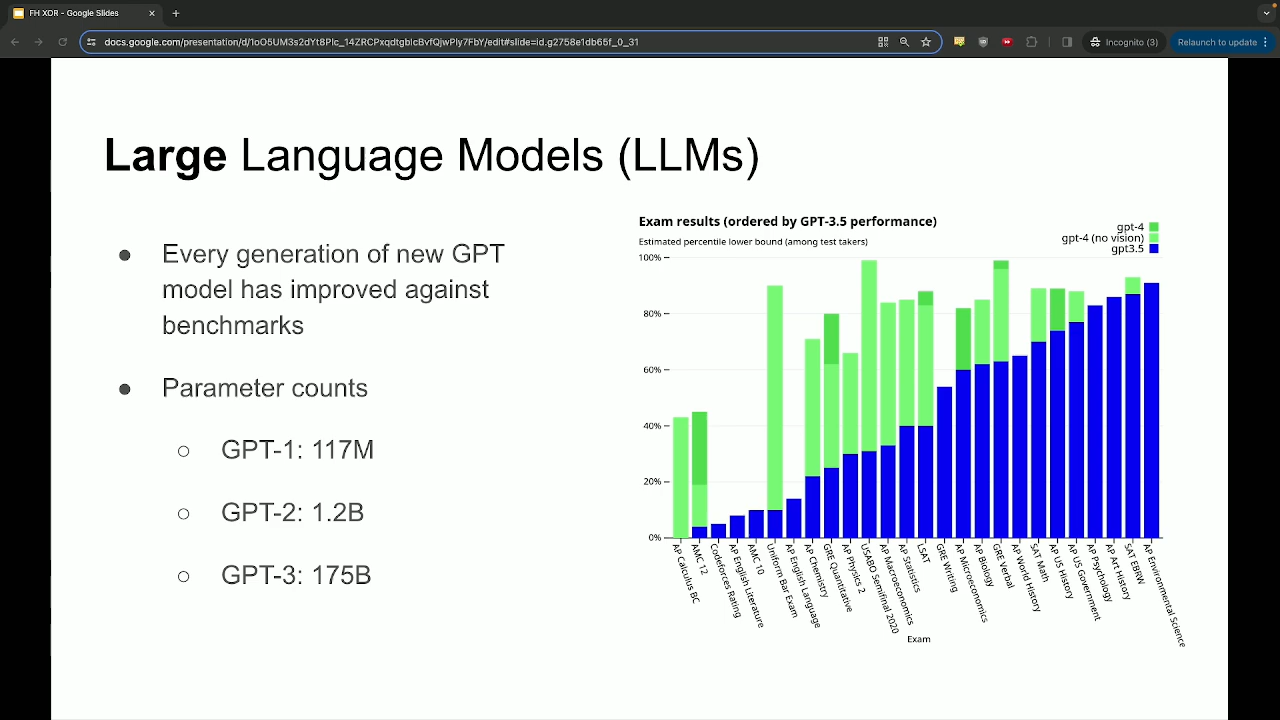 FH XOR - Google Slides
docs.google.com/presentation/d/1oO5UM3s2dYt8Plc_14ZRCPxqdtgblcBvfQjwPly7FbY/edit#slide=id.g2758e1db65f_0_31
Incognito (3)
Relaunch to update
Large Language Models (LLMs)
● Every generation of new GPT
model has improved against
benchmarks
● Parameter counts
○ GPT-1: 117M
○ GPT-2: 1.2B
○ GPT-3: 175B
Exam results (ordered by GPT-3.5 performance)
Estimated percentile lower bound (among test takers)
gpt-4
gpt-4 (no vision)
gpt3.5
100%
80%
60%
40%
20%
0%
AP Calculus BC
AMC 12
Codeforces Rating
AP English Literature
AMC 10
Uniform Bar Exam
AP English Language
AP Chemistry
GRE Quantitative
AP Physics 2
USABO Semifinal 2020
AP Macroeconomics
AP Statistics
LSAT
GRE Writing
AP Microeconomics
AP Biology
GRE Verbal
AP World History
SAT Math
AP US History
AP US Government
AP Psychology
AP Art History
SAT EBRW
AP Environmental Science
Exam